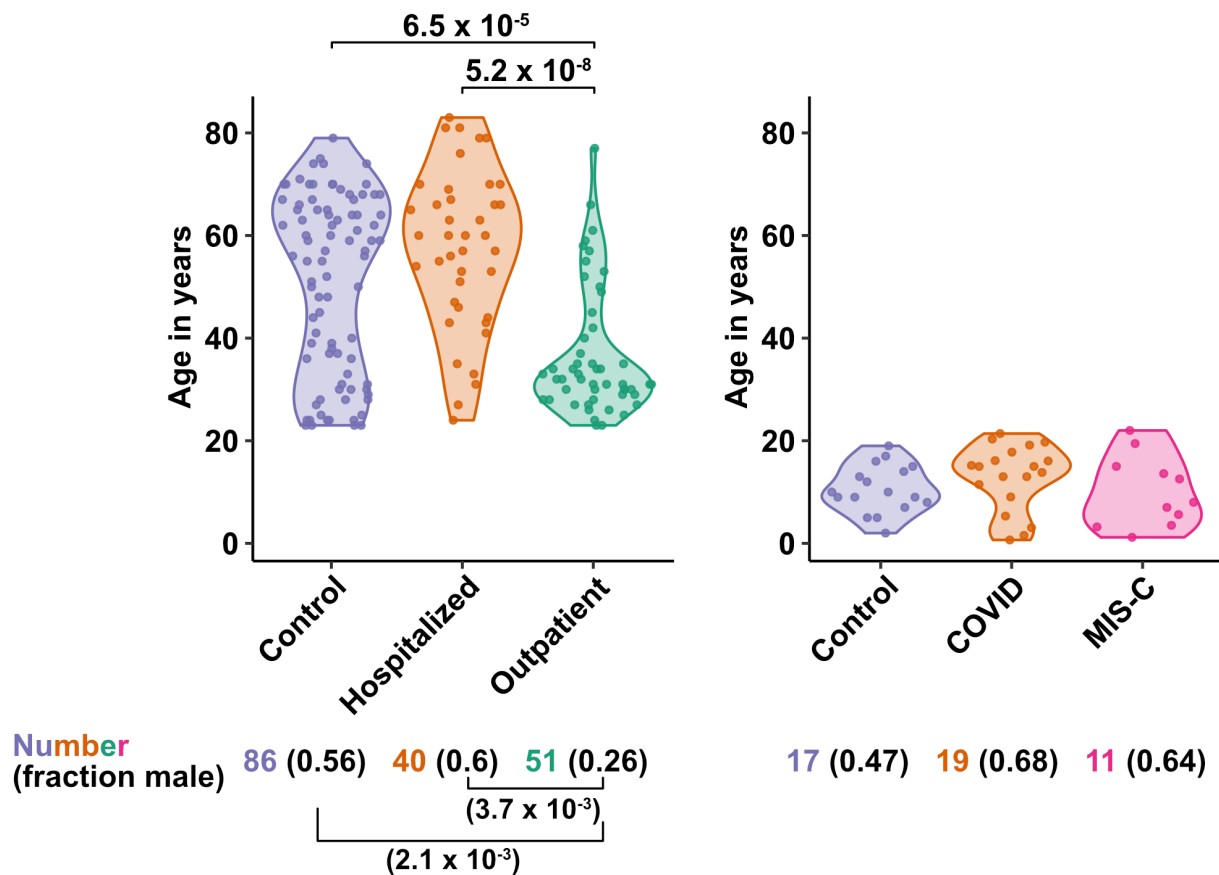 6.5 x 10⁻⁵
5.2 x 10⁻⁸
Age in years
80
60
40
20
0
Control
Hospitalized
Outpatient
Age in years
80
60
40
20
0
Control
COVID
MIS-C
Number
(fraction male)
86 (0.56) 40 (0.6) 51 (0.26) 17 (0.47) 19 (0.68) 11 (0.64)
(3.7 x 10⁻³)
(2.1 x 10⁻³)